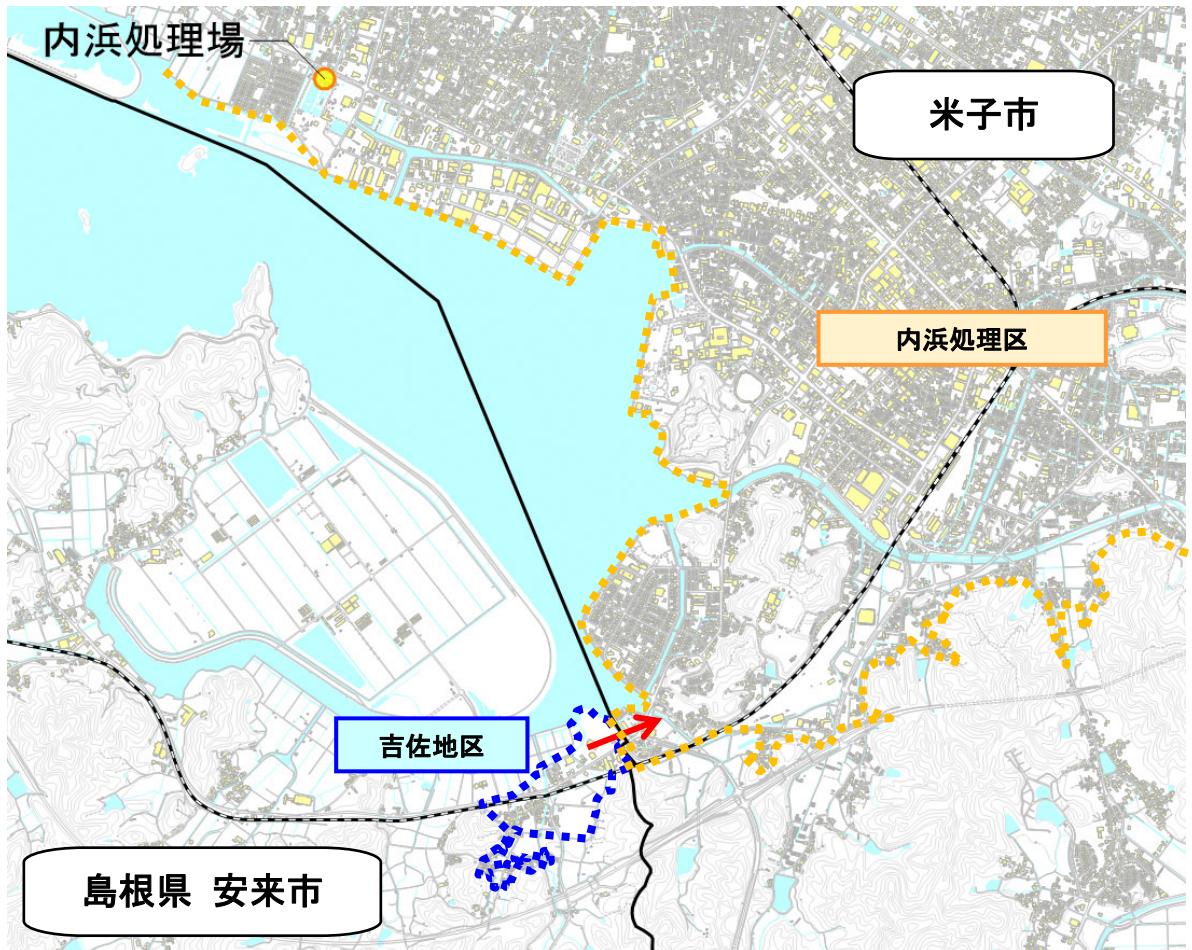 内浜処理場
米子市
内浜処理区
吉佐地区
島根県 安来市